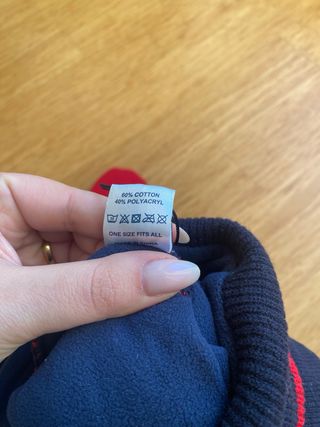 60% COTTON
40% POLYACRYL
ONE SIZE FITS ALL